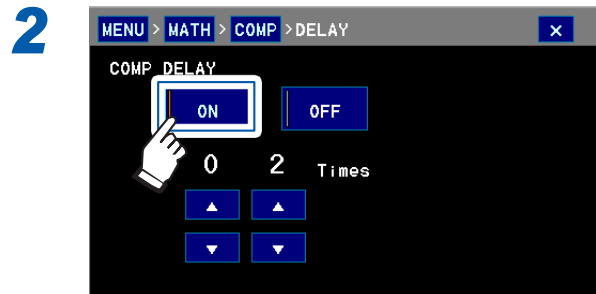 2
MENU > MATH > COMP > DELAY ×
COMP DELAY
ON OFF
0 2 Times